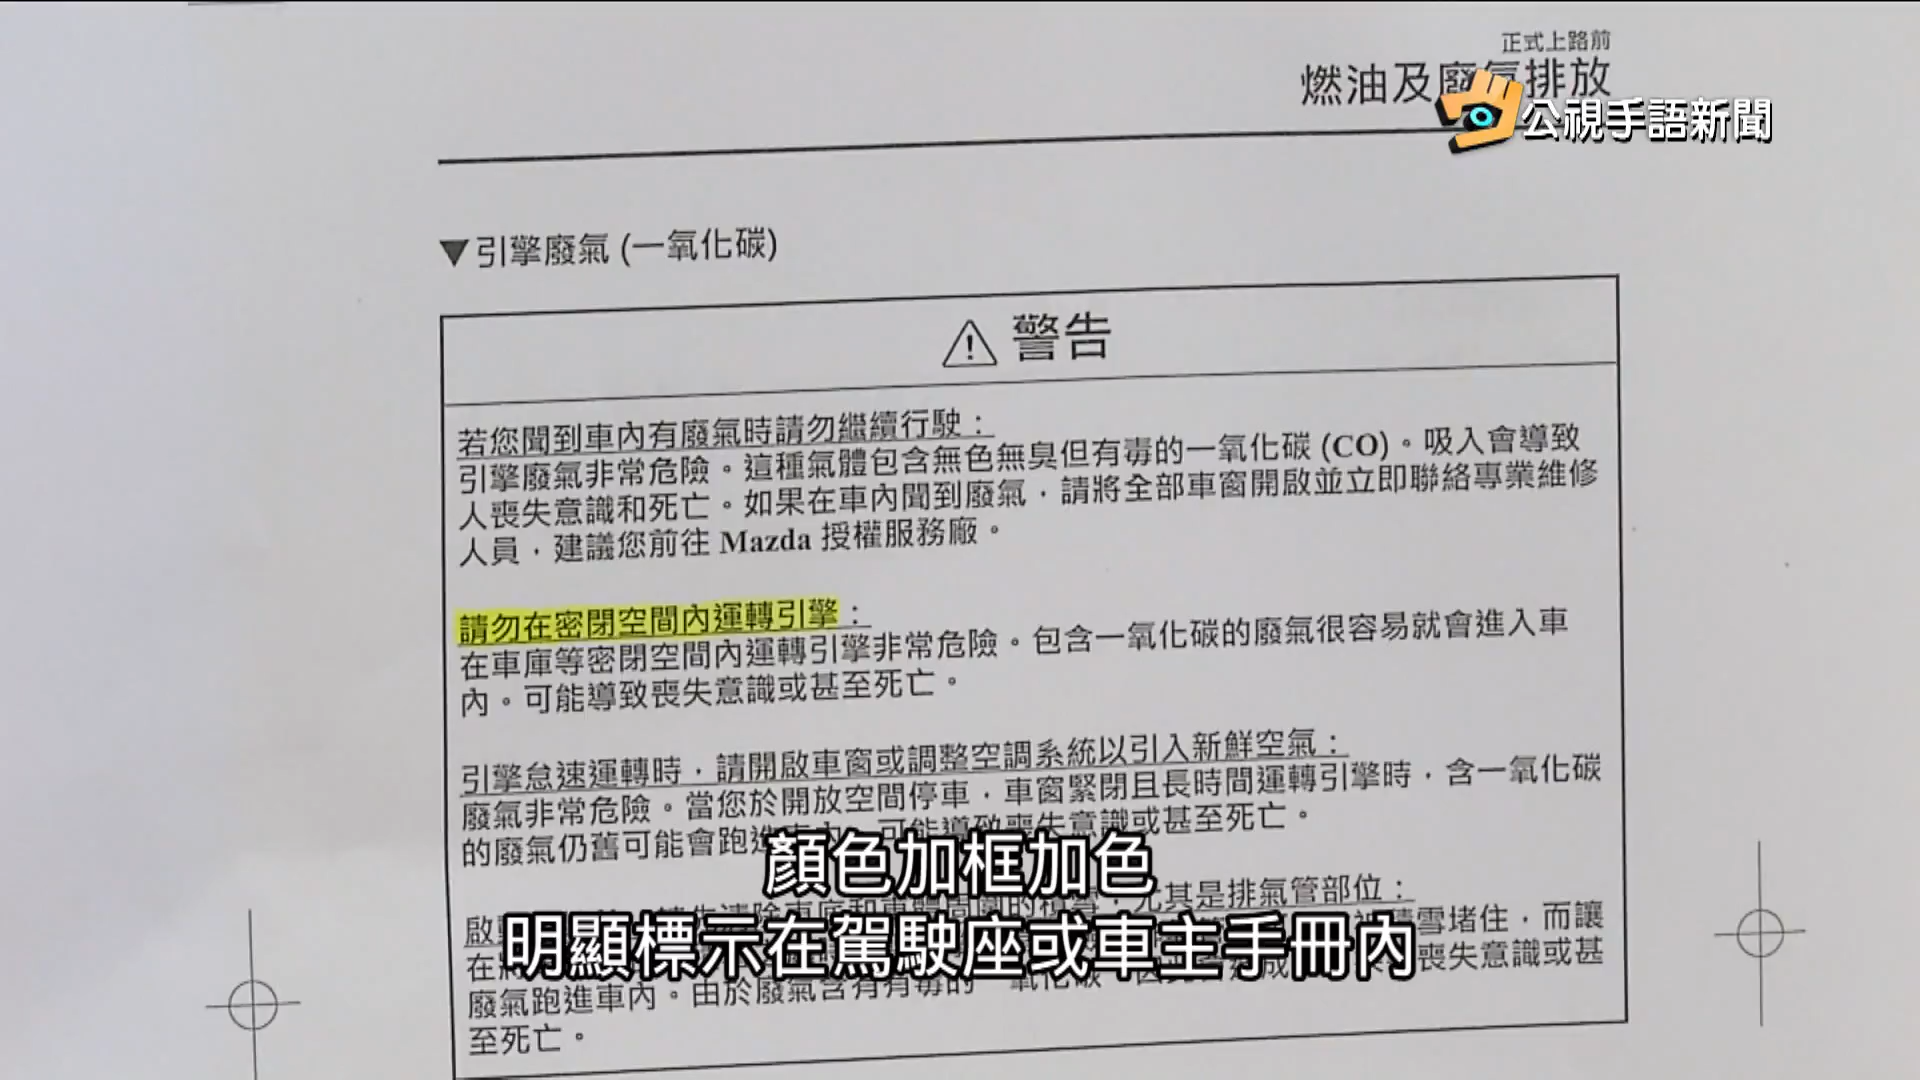 正式上路前
燃油及廢氣排放
公視手語新聞
▼引擎廢氣 (一氧化碳)
警告
若您聞到車內有廢氣時請勿繼續行駛：
引擎廢氣非常危險。這種氣體包含無色無臭但有毒的一氧化碳 (CO)。吸入會導致
人喪失意識和死亡。如果在車內聞到廢氣，請將全部車窗開啟並立即聯絡專業維修
人員，建議您前往 Mazda 授權服務廠。
請勿在密閉空間內運轉引擎：
在車庫等密閉空間內運轉引擎非常危險。包含一氧化碳的廢氣很容易就會進入車
內。可能導致喪失意識或甚至死亡。
引擎怠速運轉時，請開啟車窗或調整空調系統以引入新鮮空氣：
廢氣非常危險。當您於開放空間停車，車窗緊閉且長時間運轉引擎時，含一氧化碳
的廢氣仍舊可能會跑進車內。可能導致喪失意識或甚至死亡。
顏色加框加色
尤其是排氣管部位：
明顯標示在駕駛座或車主手冊內
雪堵住，而讓
廢氣跑進車內。由於廢氣含有有毒的一氧化碳
喪失意識或甚
至死亡。